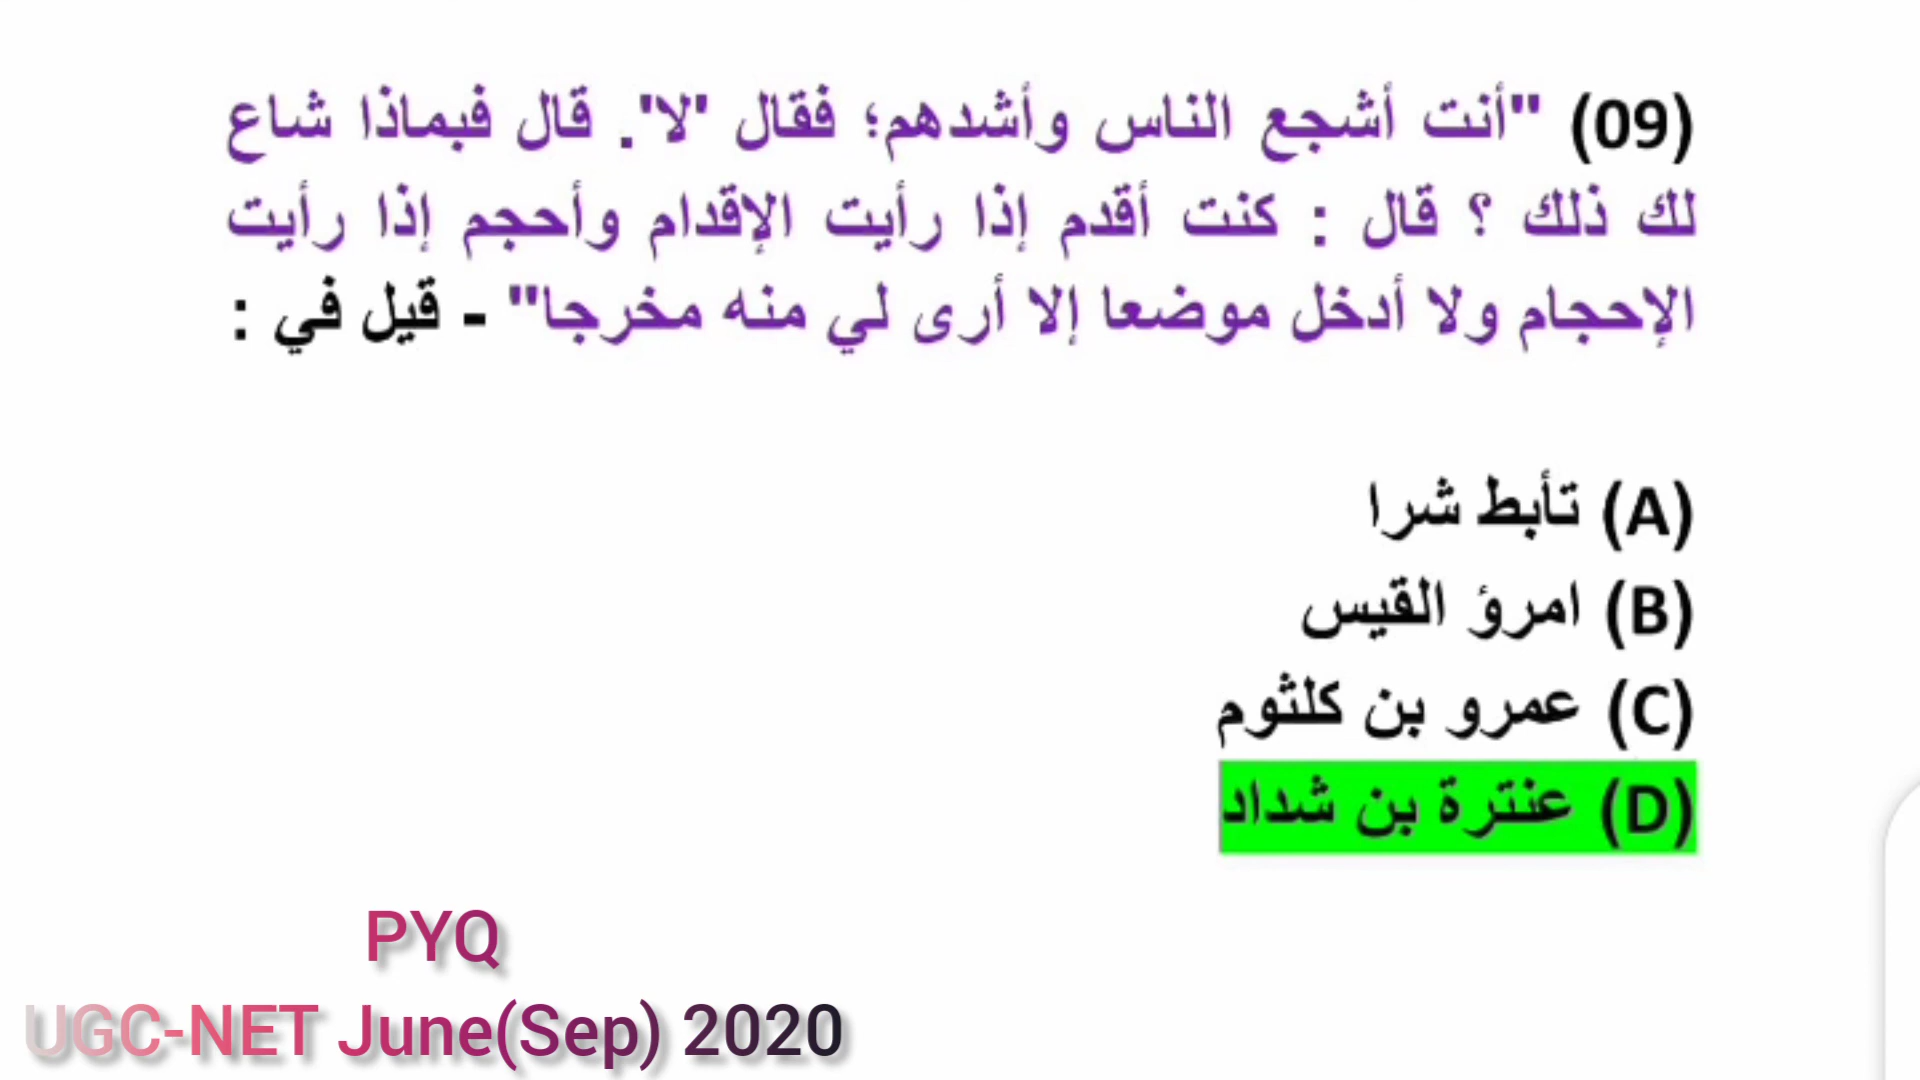 (09) "أنت أشجع الناس وأشدهم؛ فقال 'لا'. قال فبماذا شاع
لك ذلك ؟ قال : كنت أقدم إذا رأيت الإقدام وأحجم إذا رأيت
الإحجام ولا أدخل موضعا إلا أرى لي منه مخرجا" - قيل في :
(A) تأبط شرا
(B) امرؤ القيس
(C) عمرو بن كلثوم
(D) عنترة بن شداد
PYQ
UGC-NET June(Sep) 2020